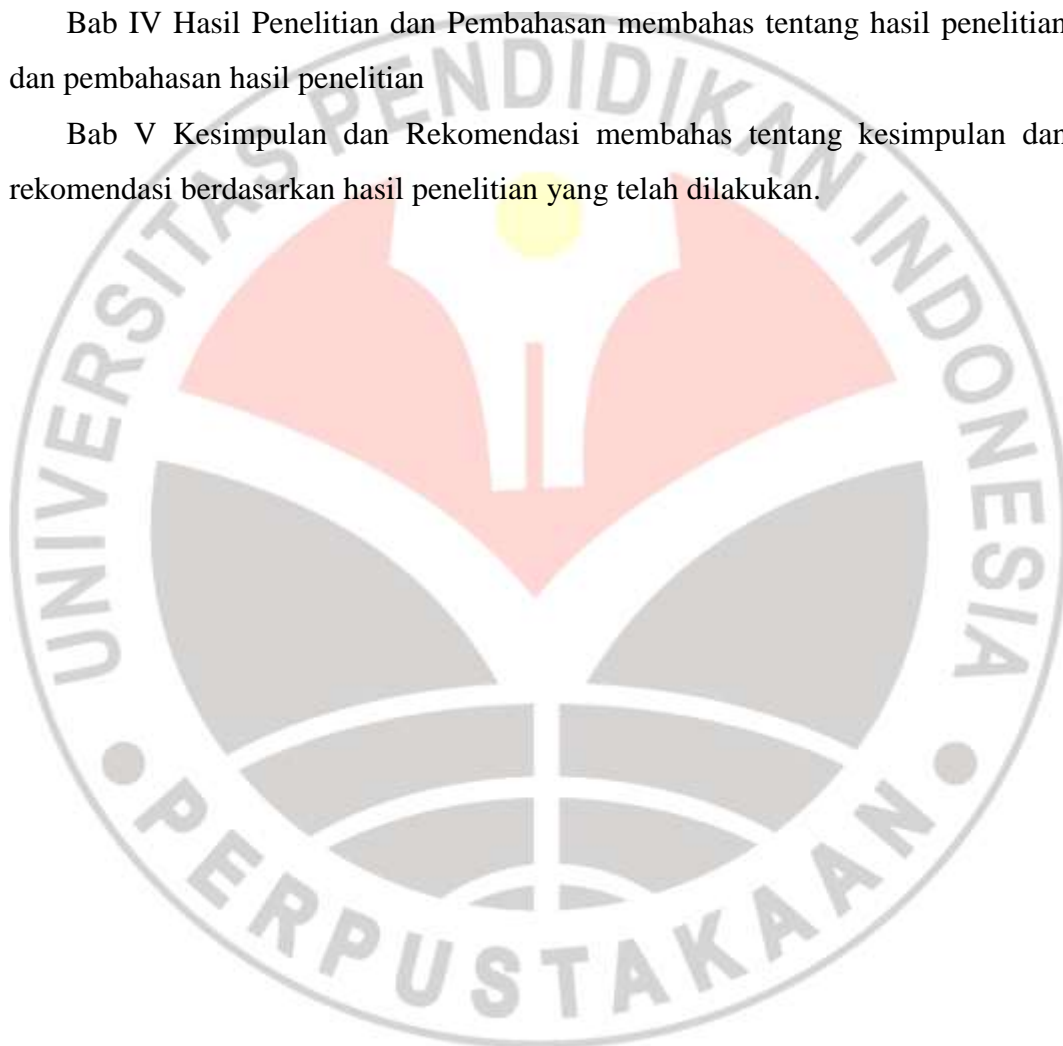 Bab IV Hasil Penelitian dan Pembahasan membahas tentang hasil penelitian
dan pembahasan hasil penelitian
Bab V Kesimpulan dan Rekomendasi membahas tentang kesimpulan dan
rekomendasi berdasarkan hasil penelitian yang telah dilakukan.
UNIVERSITAS PENDIDIKAN INDONESIA
PERPUSTAKAAN